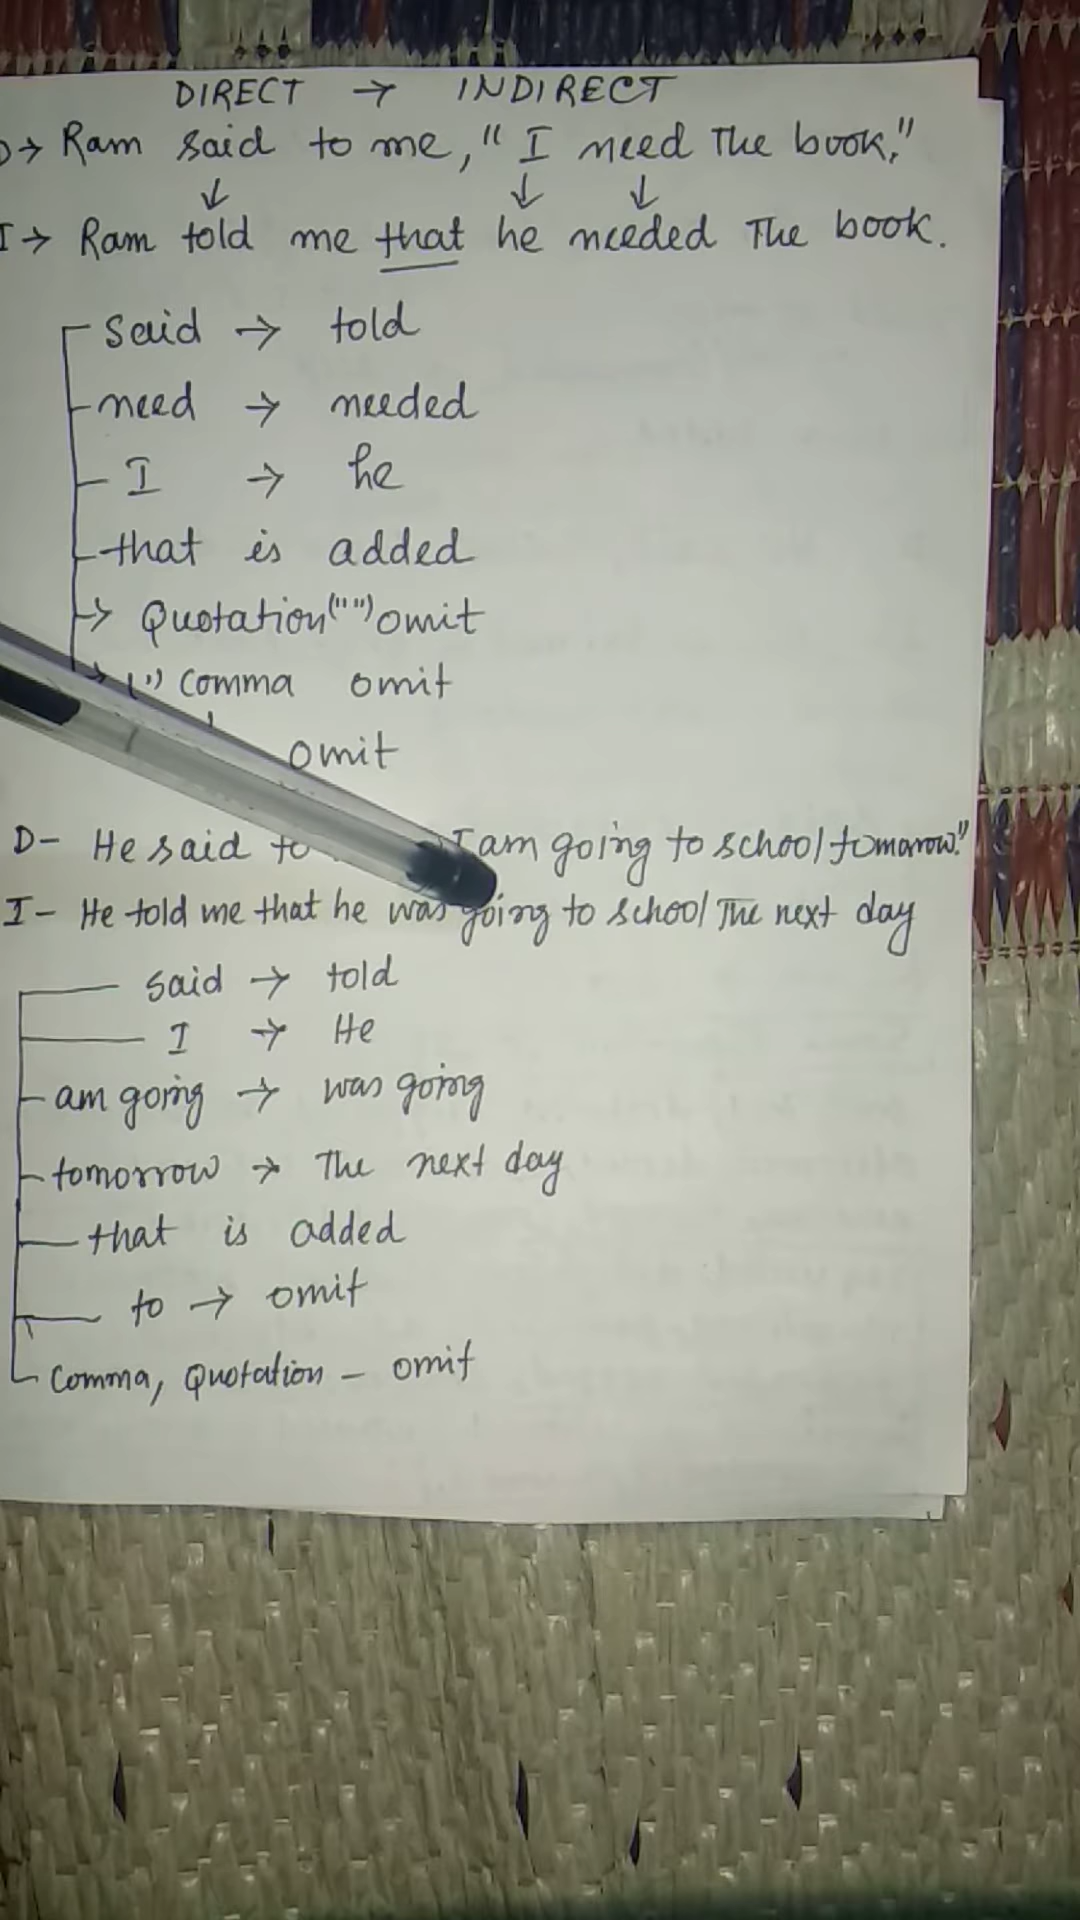 DIRECT → INDIRECT
D→ Ram said to me, "I need The book."
↓ ↓ ↓
I→ Ram told me that he needed The book.
said → told
need → needed
I → he
that is added
→ Quotation ("") omit
→ (,) comma omit
omit
D- He said to I am going to school tomorrow."
I- He told me that he was going to school The next day
said → told
I → He
am going → was going
tomorrow → The next day
that is added
to → omit
Comma, Quotation - omit